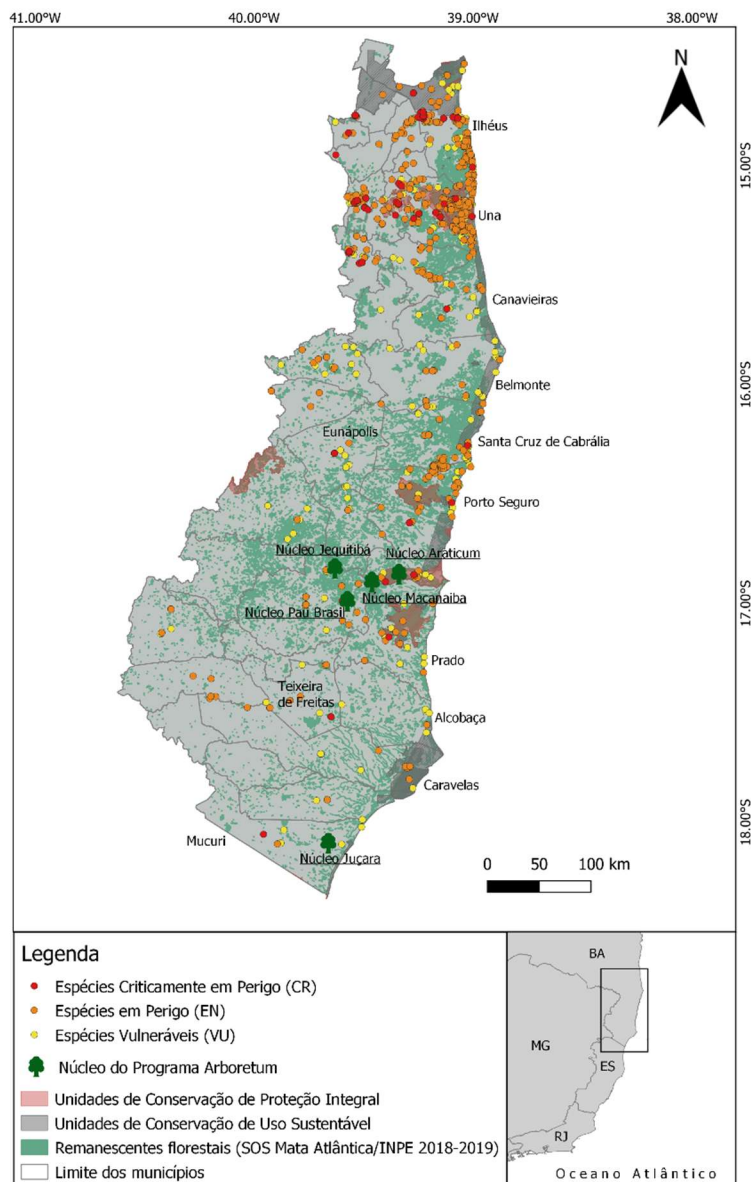 41.00°W 40.00°W 39.00°W 38.00°W
N
Ilhéus
15.00°S
Una
Canavieiras
Belmonte
16.00°S
Eunápolis
Santa Cruz de Cabrália
Porto Seguro
Núcleo Jequitibá
Núcleo Araticum
Núcleo Maçanaiba
Núcleo Pau Brasil
17.00°S
Prado
Teixeira
de Freitas
Alcobaça
Caravelas
18.00°S
Mucuri
Núcleo Juçara
0 50 100 km
Legenda
Espécies Criticamente em Perigo (CR)
Espécies em Perigo (EN)
Espécies Vulneráveis (VU)
Núcleo do Programa Arboretum
Unidades de Conservação de Proteção Integral
Unidades de Conservação de Uso Sustentável
Remanescentes florestais (SOS Mata Atlântica/INPE 2018-2019)
Limite dos municípios
BA
MG
ES
RJ
Oceano Atlântico